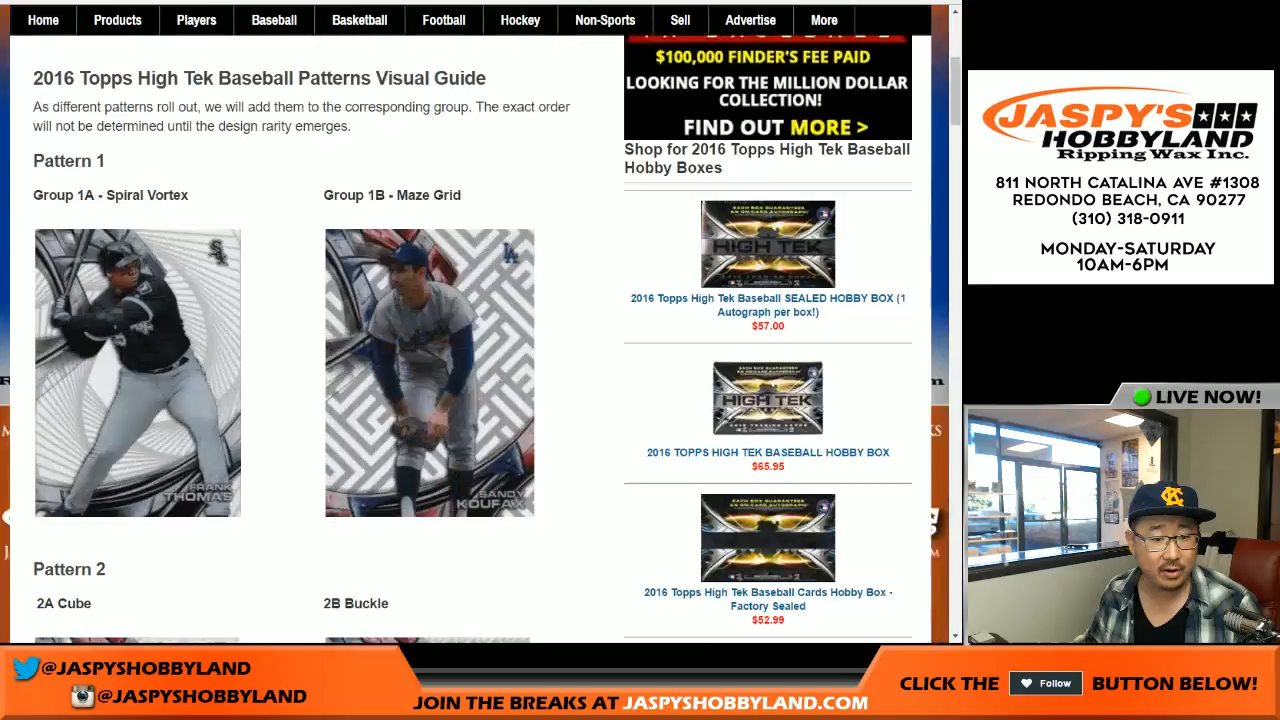 Home Products Players Baseball Basketball Football Hockey Non-Sports Sell Advertise More
2016 Topps High Tek Baseball Patterns Visual Guide
As different patterns roll out, we will add them to the corresponding group. The exact order
will not be determined until the design rarity emerges.
Pattern 1
Group 1A - Spiral Vortex
Group 1B - Maze Grid
FRANK
THOMAS
LA
SANDY
KOUFAX
Pattern 2
2A Cube
2B Buckle
$100,000 FINDER'S FEE PAID
LOOKING FOR THE MILLION DOLLAR
COLLECTION!
FIND OUT MORE >
Shop for 2016 Topps High Tek Baseball
Hobby Boxes
HIGH TEK
2016 Topps High Tek Baseball SEALED HOBBY BOX (1
Autograph per box!)
$57.00
HIGH TEK
2016 TOPPS HIGH TEK BASEBALL HOBBY BOX
$65.95
2016 Topps High Tek Baseball Cards Hobby Box -
Factory Sealed
$52.99
JASPY'S
HOBBYLAND
Ripping Wax Inc.
811 NORTH CATALINA AVE #1308
REDONDO BEACH, CA 90277
(310) 318-0911
MONDAY-SATURDAY
10AM-6PM
LIVE NOW!
KC
@JASPYSHOBBYLAND
@JASPYSHOBBYLAND
JOIN THE BREAKS AT JASPYSHOBBYLAND.COM
CLICK THE Follow BUTTON BELOW!